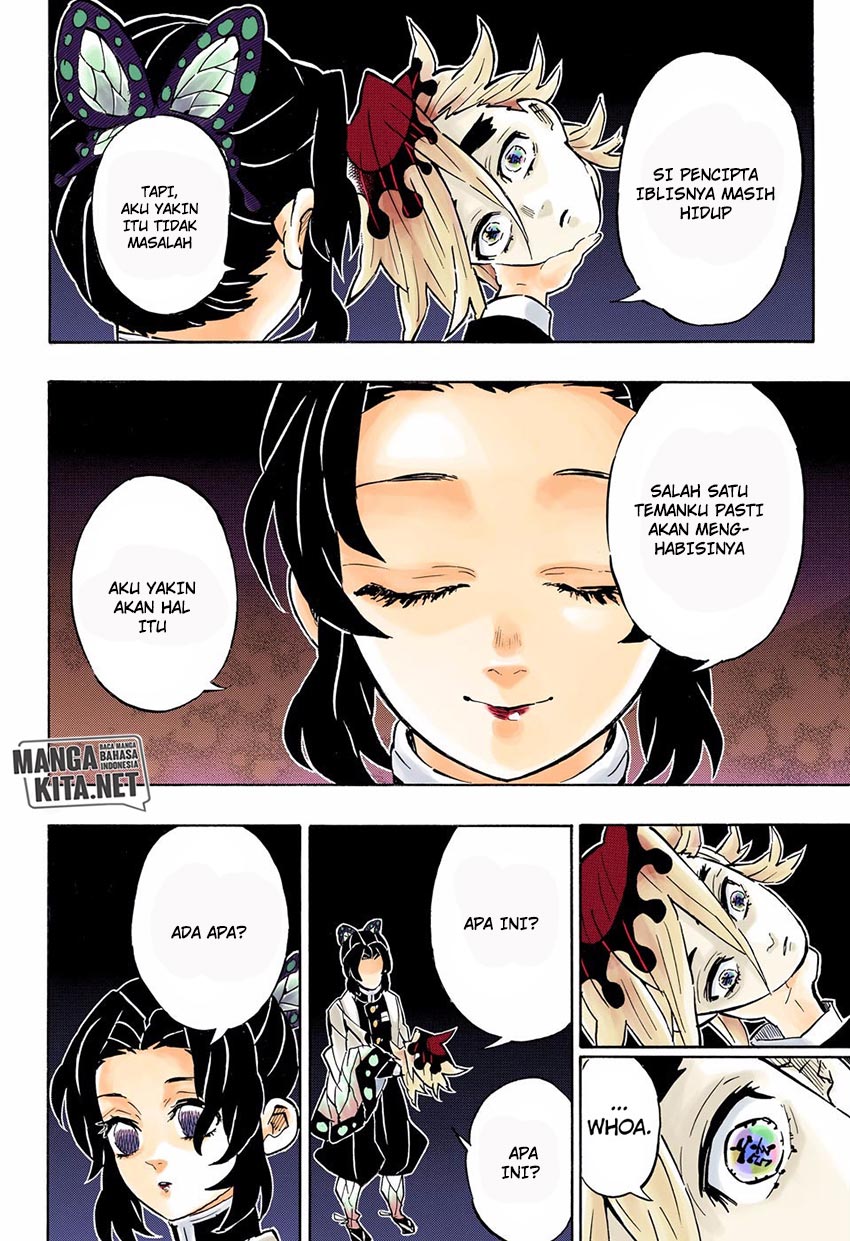 SI PENCIPTA
IBLISNYA MASIH
HIDUP
TAPI,
AKU YAKIN
ITU TIDAK
MASALAH
SALAH SATU
TEMANKU PASTI
AKAN MENG-
HABISINYA
AKU YAKIN
AKAN HAL
ITU
MANGA
KITA.NET
BACA MANGA
BAHASA
INDONESIA
...
WHOA.
APA INI?
APA
INI?
ADA APA?